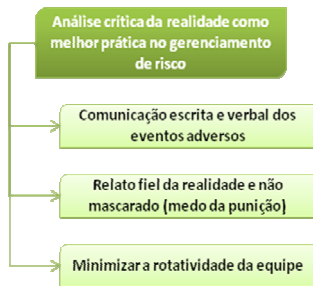 Análise crítica da realidade como
melhor prática no gerenciamento
de risco
Comunicação escrita e verbal dos
eventos adversos
Relato fiel da realidade e não
mascarado (medo da punição)
Minimizar a rotatividade da equipe